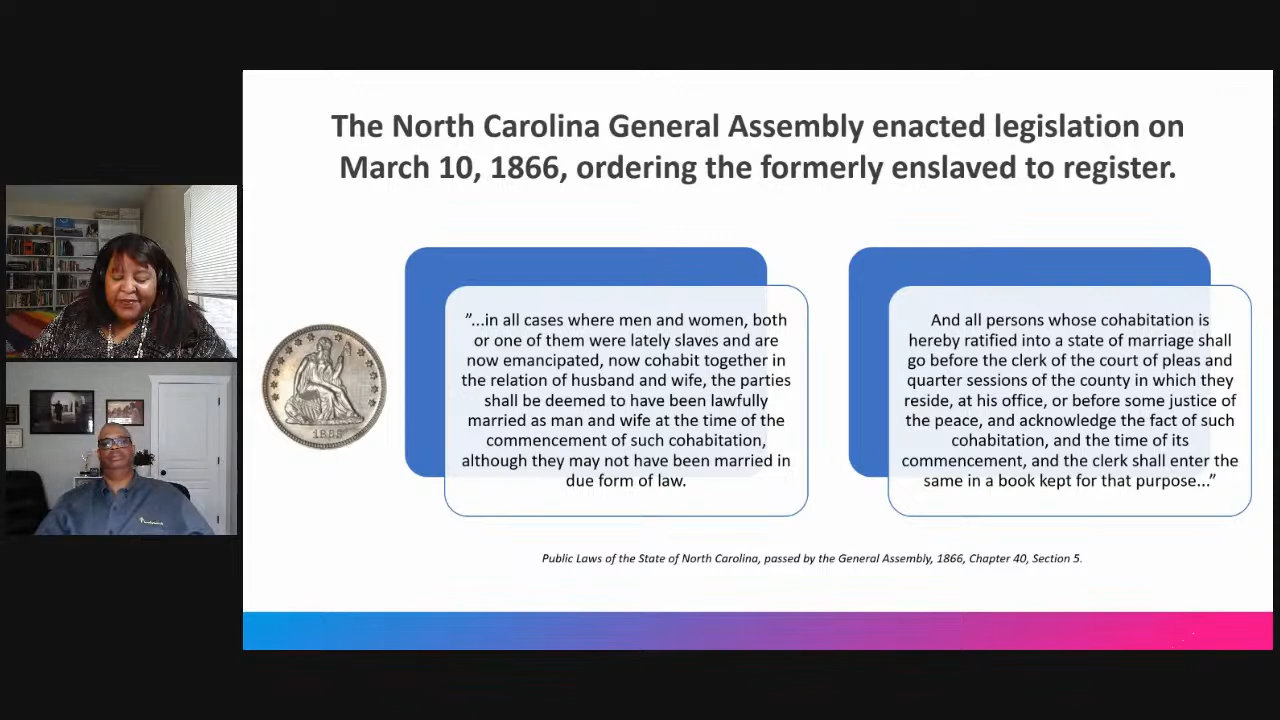 The North Carolina General Assembly enacted legislation on
March 10, 1866, ordering the formerly enslaved to register.
"...in all cases where men and women, both
or one of them were lately slaves and are
now emancipated, now cohabit together in
the relation of husband and wife, the parties
shall be deemed to have been lawfully
married as man and wife at the time of the
commencement of such cohabitation,
although they may not have been married in
due form of law.
And all persons whose cohabitation is
hereby ratified into a state of marriage shall
go before the clerk of the court of pleas and
quarter sessions of the county in which they
reside, at his office, or before some justice of
the peace, and acknowledge the fact of such
cohabitation, and the time of its
commencement, and the clerk shall enter the
same in a book kept for that purpose..."
Public Laws of the State of North Carolina, passed by the General Assembly, 1866, Chapter 40, Section 5.